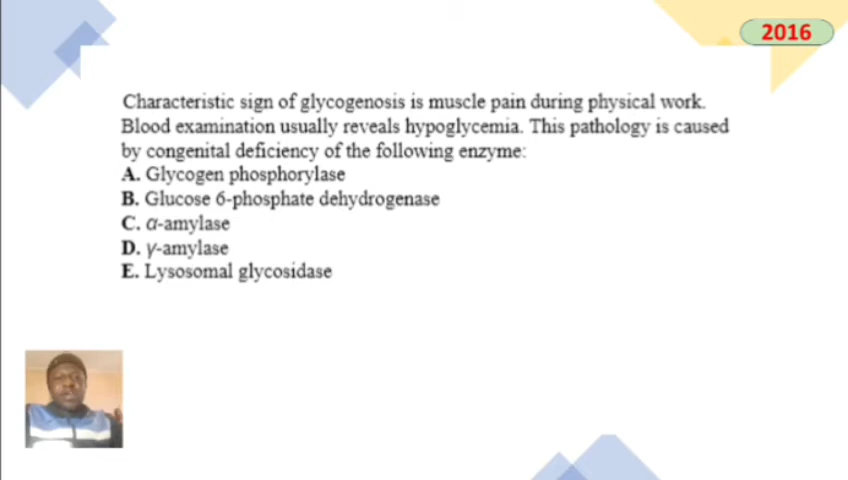 2016
Characteristic sign of glycogenosis is muscle pain during physical work.
Blood examination usually reveals hypoglycemia. This pathology is caused
by congenital deficiency of the following enzyme:
A. Glycogen phosphorylase
B. Glucose 6-phosphate dehydrogenase
C. α-amylase
D. γ-amylase
E. Lysosomal glycosidase